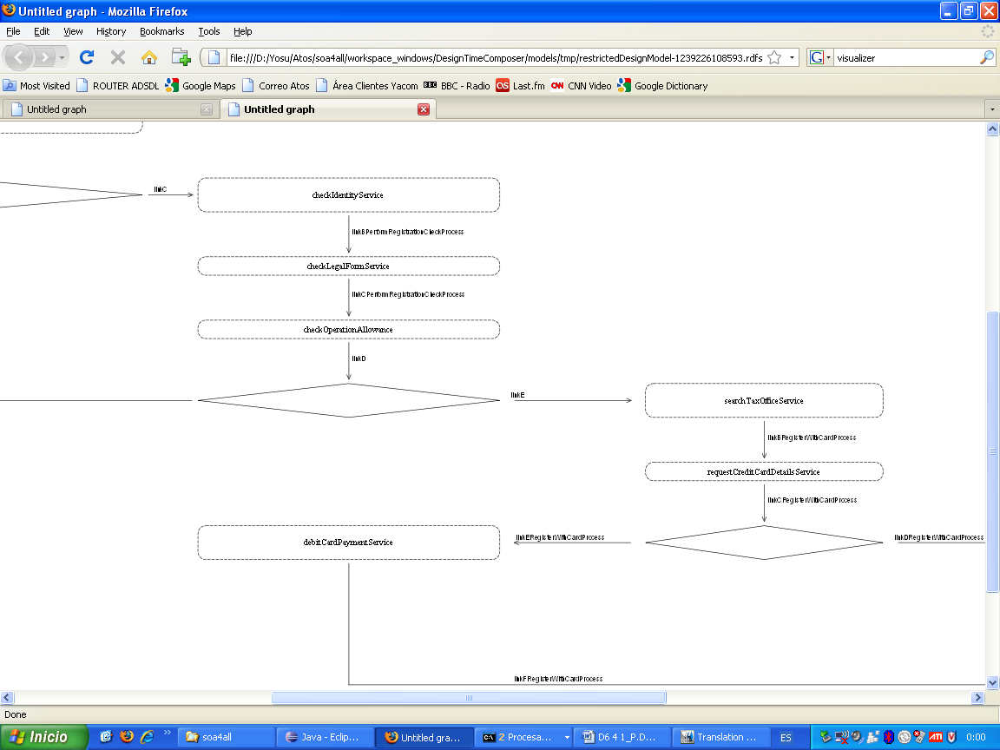 Untitled graph - Mozilla Firefox
File Edit View History Bookmarks Tools Help
file:///D:/Yosu/Atos/soa4all/workspace_windows/DesignTimeComposer/models/tmp/restrictedDesignModel-1239226108593.rdfs
G visualizer
Most Visited ROUTER ADSL Google Maps Correo Atos Área Clientes Yacom BBC BBC - Radio Last.fm CNN CNN Video Google Dictionary
Untitled graph Untitled graph
linkC
checkIdentityService
linkBPerformRegistrationCheckProcess
checkLegalFormService
linkCPerformRegistrationCheckProcess
checkOperationAllowance
linkD
linkE
searchTaxOfficeService
linkBRegisterWithCardProcess
requestCreditCardDetailsService
linkCRegisterWithCardProcess
debitCardPaymentService
linkERegisterWithCardProcess
linkDRegisterWithCardProcess
linkFRegisterWithCardProcess
Done
Inicio » soa4all Java - Eclip... Untitled gra... 2 Procesa... D6 4 1_P.D... Translation ... ES ATI 0:00